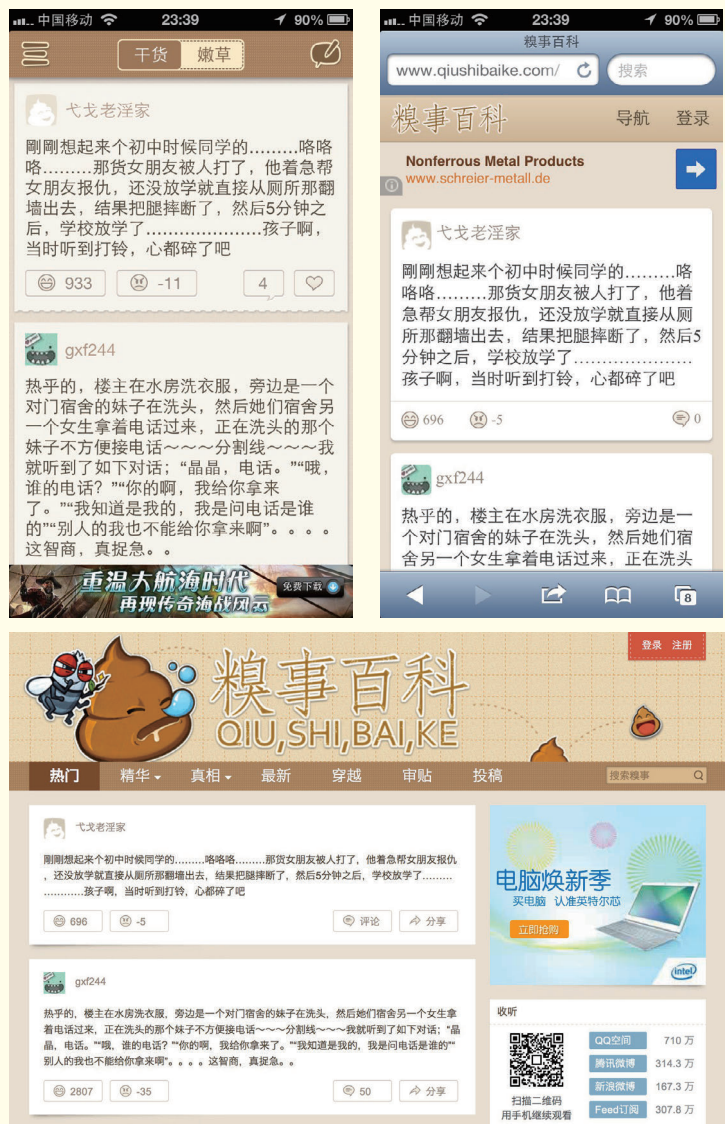 中国移动 23:39 90%
干货 嫩草
弋戈老淫家
刚刚想起来个初中时候同学的………咯咯
咯………那货女朋友被人打了，他着急帮
女朋友报仇，还没放学就直接从厕所那翻
墙出去，结果把腿摔断了，然后5分钟之
后，学校放学了…………………孩子啊，
当时听到打铃，心都碎了吧
933 -11 4
gxf244
热乎的，楼主在水房洗衣服，旁边是一个
对门宿舍的妹子在洗头，然后她们宿舍另
一个女生拿着电话过来，正在洗头的那个
妹子不方便接电话～～～分割线～～～我
就听到了如下对话；“晶晶，电话。”“哦，
谁的电话？”“你的啊，我给你拿来
了。”“我知道是我的，我是问电话是谁
的”“别人的我也不能给你拿来啊”。。。。
这智商，真捉急。。
重温大航海时代
再现传奇海战风云
免费下载
中国移动 23:39 90%
糗事百科
www.qiushibaike.com/ 搜索
糗事百科 导航 登录
Nonferrous Metal Products
www.schreier-metall.de
弋戈老淫家
刚刚想起来个初中时候同学的………咯
咯咯………那货女朋友被人打了，他着
急帮女朋友报仇，还没放学就直接从厕
所那翻墙出去，结果把腿摔断了，然后5
分钟之后，学校放学了…………………
孩子啊，当时听到打铃，心都碎了吧
696 -5 0
gxf244
热乎的，楼主在水房洗衣服，旁边是一
个对门宿舍的妹子在洗头，然后她们宿
舍另一个女生拿着电话过来，正在洗头
8
登录 注册
糗事百科
QIU,SHI,BAI,KE
热门 精华 真相 最新 穿越 审贴 投稿 搜索糗事
弋戈老淫家
刚刚想起来个初中时候同学的………咯咯咯………那货女朋友被人打了，他着急帮女朋友报仇
，还没放学就直接从厕所那翻墙出去，结果把腿摔断了，然后5分钟之后，学校放学了………
…………孩子啊，当时听到打铃，心都碎了吧
696 -5 评论 分享
gxf244
热乎的，楼主在水房洗衣服，旁边是一个对门宿舍的妹子在洗头，然后她们宿舍另一个女生拿
着电话过来，正在洗头的那个妹子不方便接电话～～～分割线～～～我就听到了如下对话；“晶
晶，电话。”“哦，谁的电话？”“你的啊，我给你拿来了。”“我知道是我的，我是问电话是谁的”“
别人的我也不能给你拿来啊”。。。。这智商，真捉急。。
2807 -35 50 分享
电脑焕新季
买电脑 认准英特尔芯
立即抢购
intel
收听
扫描二维码
用手机继续观看
QQ空间 710 万
腾讯微博 314.3 万
新浪微博 167.3 万
Feed订阅 307.8 万